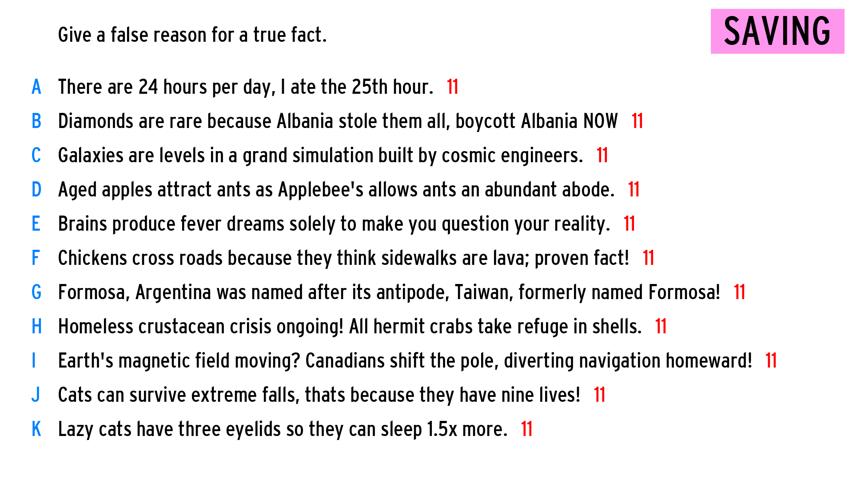 Give a false reason for a true fact.
SAVING
A There are 24 hours per day, I ate the 25th hour. 11
B Diamonds are rare because Albania stole them all, boycott Albania NOW 11
C Galaxies are levels in a grand simulation built by cosmic engineers. 11
D Aged apples attract ants as Applebee's allows ants an abundant abode. 11
E Brains produce fever dreams solely to make you question your reality. 11
F Chickens cross roads because they think sidewalks are lava; proven fact! 11
G Formosa, Argentina was named after its antipode, Taiwan, formerly named Formosa! 11
H Homeless crustacean crisis ongoing! All hermit crabs take refuge in shells. 11
I Earth's magnetic field moving? Canadians shift the pole, diverting navigation homeward! 11
J Cats can survive extreme falls, thats because they have nine lives! 11
K Lazy cats have three eyelids so they can sleep 1.5x more. 11